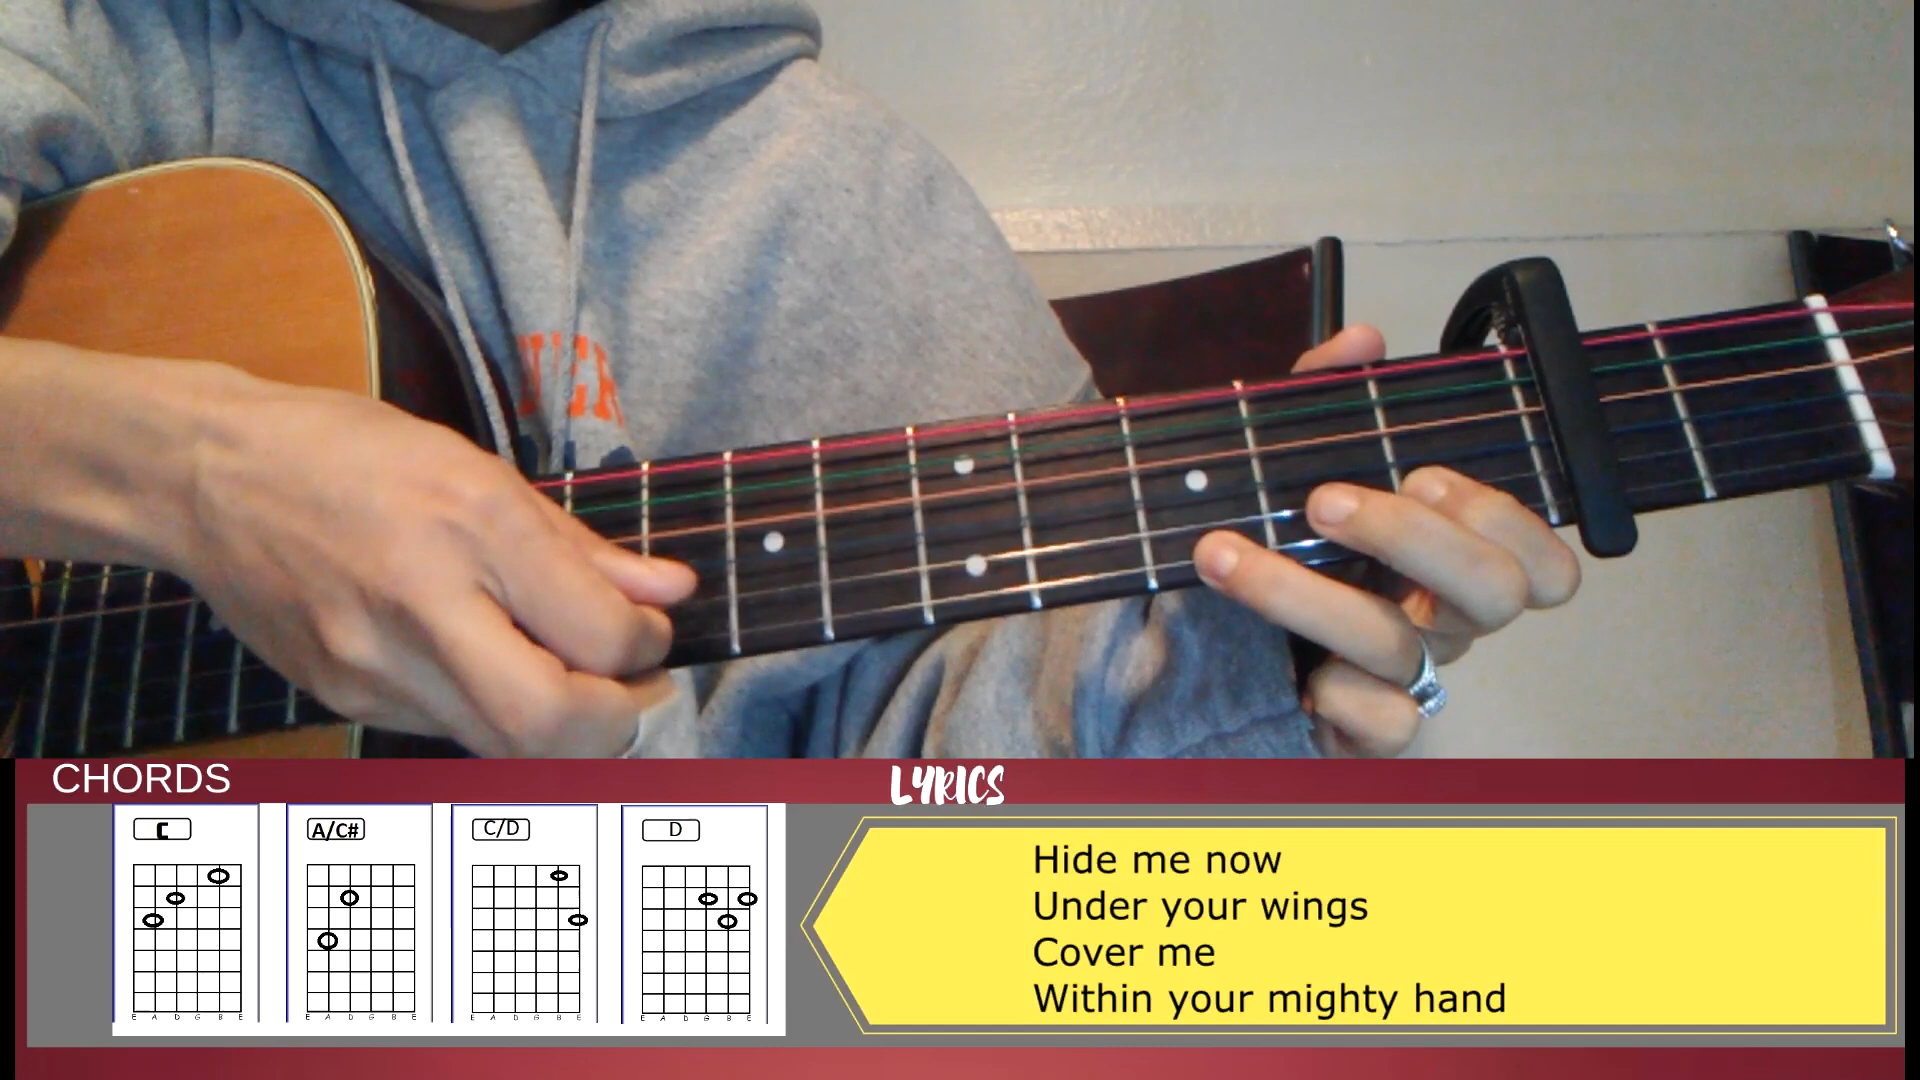 CHORDS
LYRICS
C
A/C#
C/D
D
E A D G B E
E A D G B E
E A D G B E
E A D G B E
Hide me now
Under your wings
Cover me
Within your mighty hand